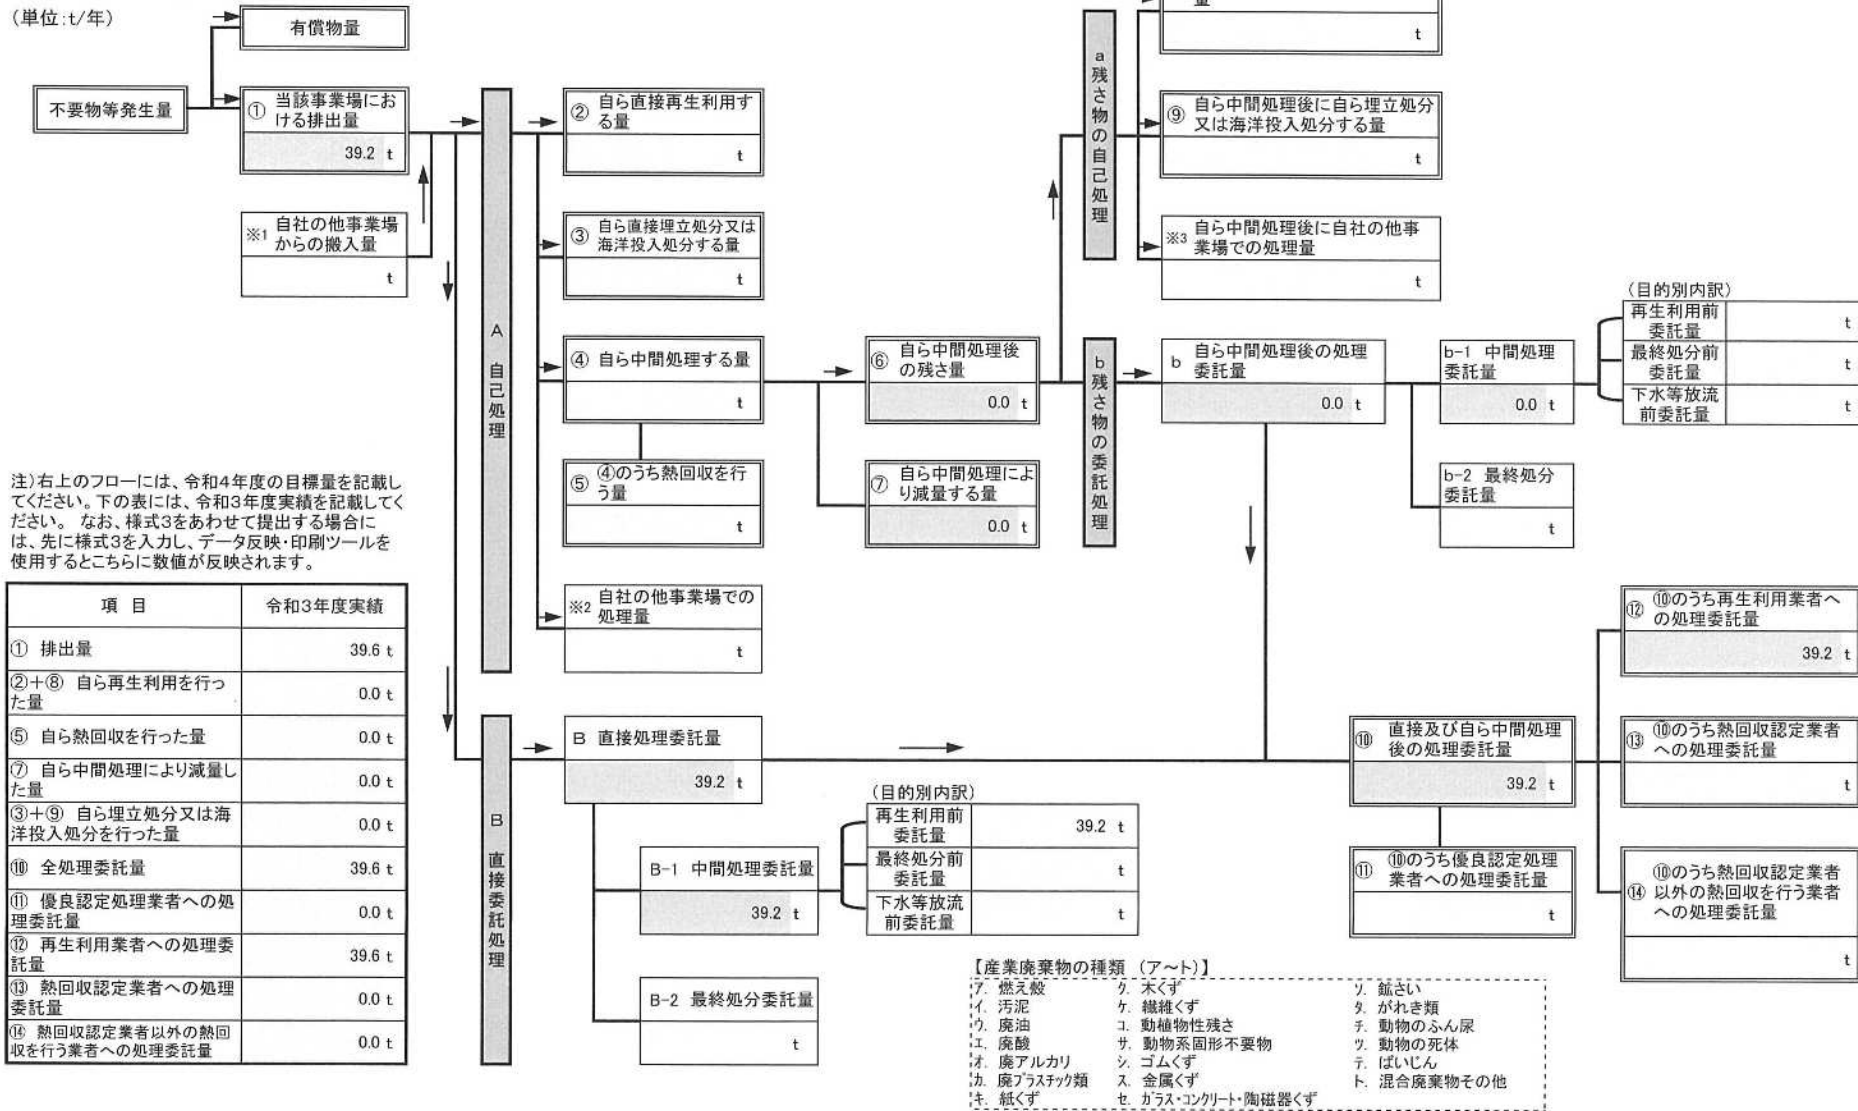 (単位:t/年)
有償物量
不要物等発生量
① 当該事業場にお
ける排出量
39.2 t
※1 自社の他事業場
からの搬入量
t
A 自己処理
② 自ら直接再生利用す
る量
t
③ 自ら直接埋立処分又は
海洋投入処分する量
t
④ 自ら中間処理する量
t
⑤ ④のうち熱回収を行
う量
t
※2 自社の他事業場での
処理量
t
⑥ 自ら中間処理後
の残さ量
0.0 t
⑦ 自ら中間処理によ
り減量する量
0.0 t
a 残さ物の自己処理
量
t
⑨ 自ら中間処理後に自ら埋立処分
又は海洋投入処分する量
t
※3 自ら中間処理後に自社の他事
業場での処理量
t
b 残さ物の委託処理
b 自ら中間処理後の処理
委託量
0.0 t
b-1 中間処理
委託量
0.0 t
b-2 最終処分
委託量
t
(目的別内訳)
再生利用前
委託量
t
最終処分前
委託量
t
下水等放流
前委託量
t
注)右上のフローには、令和4年度の目標量を記載し
てください。下の表には、令和3年度実績を記載してく
ださい。 なお、様式3をあわせて提出する場合に
は、先に様式3を入力し、データ反映・印刷ツールを
使用するとこちらに数値が反映されます。
項 目 令和3年度実績
① 排出量 39.6 t
②+⑧ 自ら再生利用を行っ
た量 0.0 t
⑤ 自ら熱回収を行った量 0.0 t
⑦ 自ら中間処理により減量し
た量 0.0 t
③+⑨ 自ら埋立処分又は海
洋投入処分を行った量 0.0 t
⑩ 全処理委託量 39.6 t
⑪ 優良認定処理業者への処
理委託量 0.0 t
⑫ 再生利用業者への処理委
託量 39.6 t
⑬ 熱回収認定業者への処理
委託量 0.0 t
⑭ 熱回収認定業者以外の熱回
収を行う業者への処理委託量 0.0 t
B 直接委託処理
B 直接処理委託量
39.2 t
B-1 中間処理委託量
39.2 t
B-2 最終処分委託量
t
(目的別内訳)
再生利用前
委託量
39.2 t
最終処分前
委託量
t
下水等放流
前委託量
t
⑩ 直接及び自ら中間処理
後の処理委託量
39.2 t
⑪ ⑩のうち優良認定処理
業者への処理委託量
t
⑫ ⑩のうち再生利用業者へ
の処理委託量
39.2 t
⑬ ⑩のうち熱回収認定業者
への処理委託量
t
⑭ ⑩のうち熱回収認定業者
以外の熱回収を行う業者
への処理委託量
t
【産業廃棄物の種類 (ア~ト)】
ア. 燃え殻 ク. 木くず ソ. 鉱さい
イ. 汚泥 ケ. 繊維くず タ. がれき類
ウ. 廃油 コ. 動植物性残さ チ. 動物のふん尿
エ. 廃酸 サ. 動物系固形不要物 ツ. 動物の死体
オ. 廃アルカリ シ. ゴムくず テ. ばいじん
カ. 廃プラスチック類 ス. 金属くず ト. 混合廃棄物その他
キ. 紙くず セ. ガラス・コンクリート・陶磁器くず